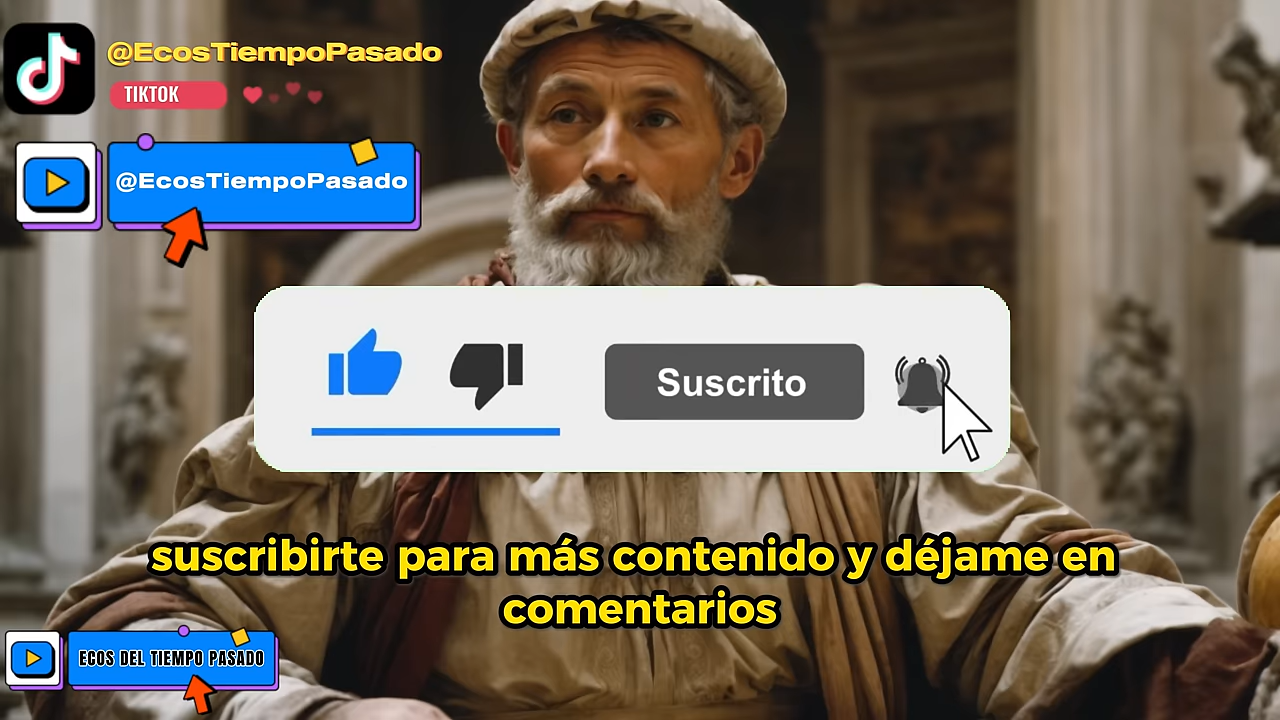 @EcosTiempoPasado
TIKTOK
@EcosTiempoPasado
Suscrito
suscribirte para más contenido y déjame en
comentarios
ECOS DEL TIEMPO PASADO